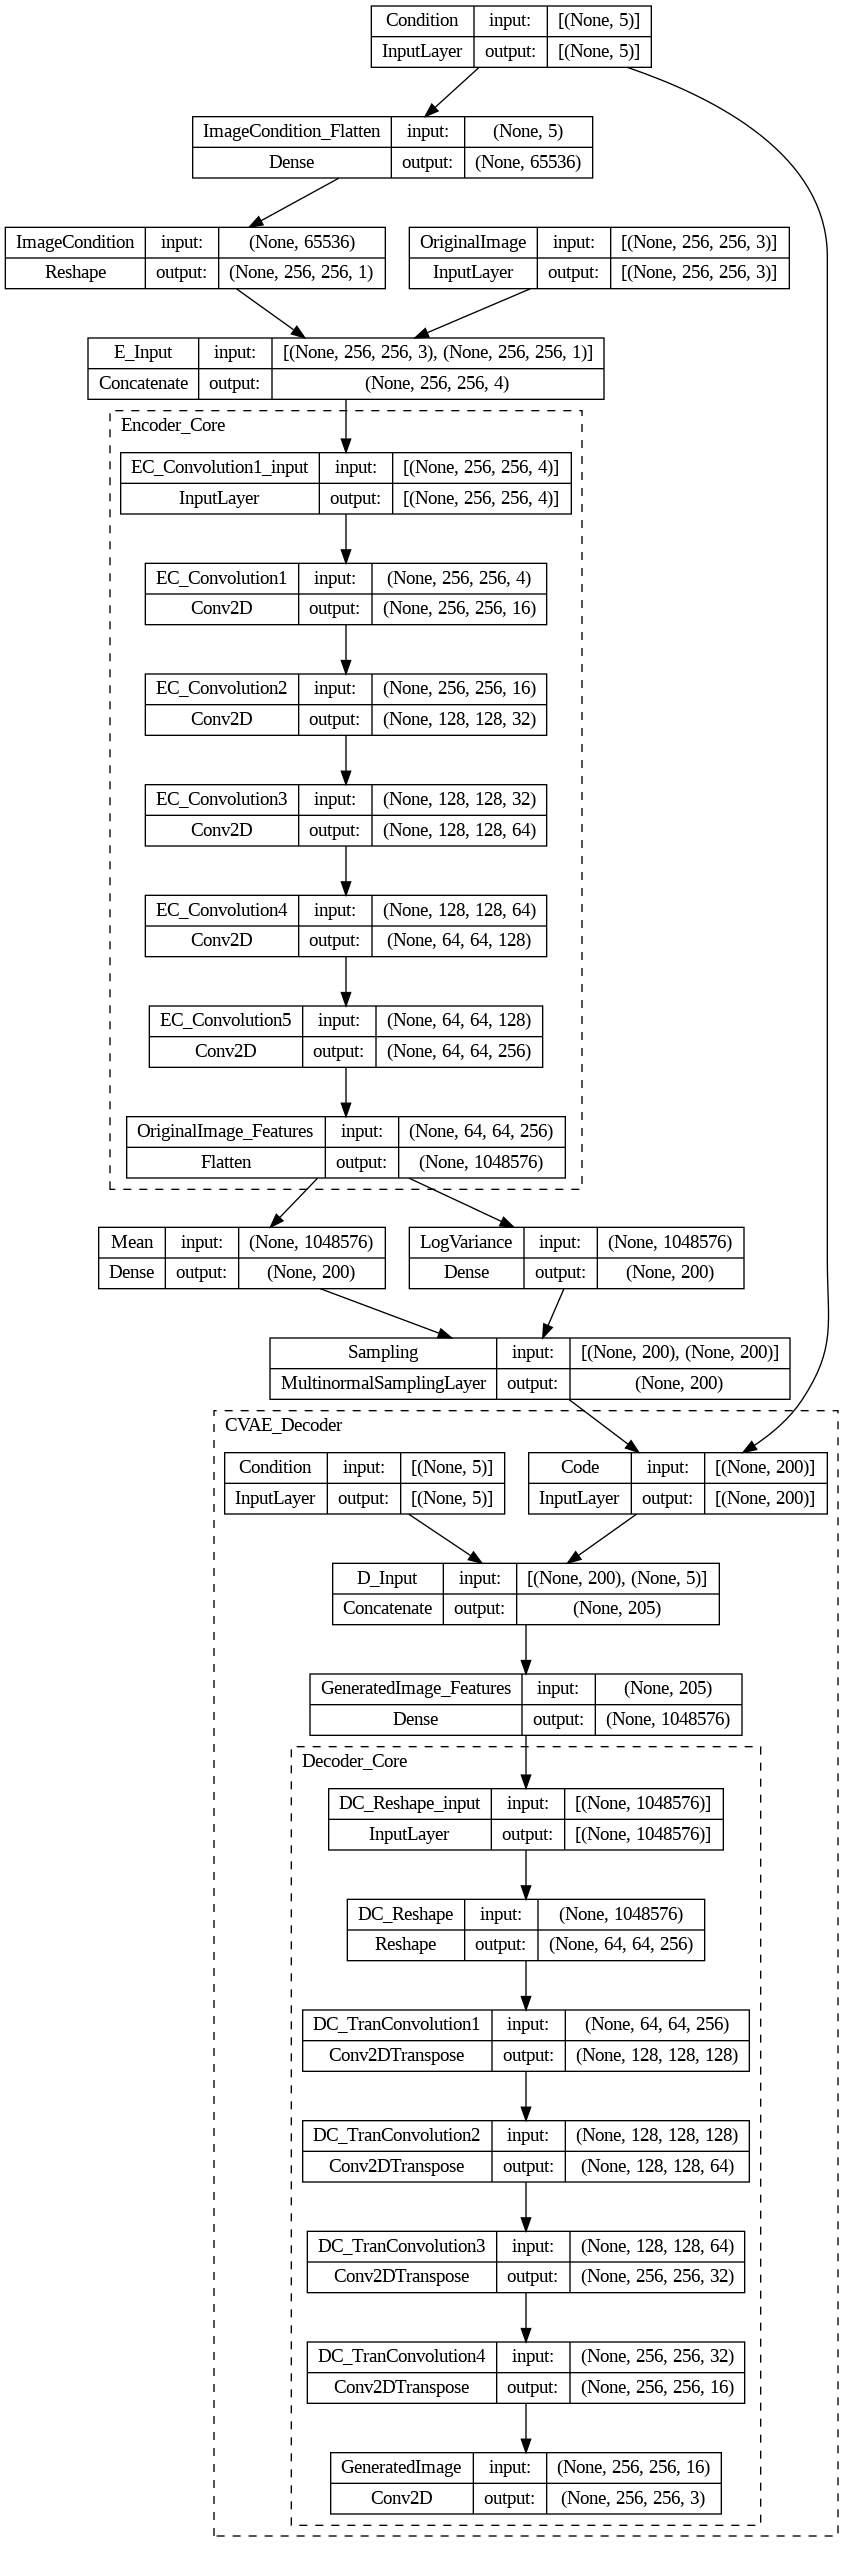 Condition input: [(None, 5)]
InputLayer output: [(None, 5)]
ImageCondition_Flatten input: (None, 5)
Dense output: (None, 65536)
ImageCondition input: (None, 65536)
Reshape output: (None, 256, 256, 1)
OriginalImage input: [(None, 256, 256, 3)]
InputLayer output: [(None, 256, 256, 3)]
E_Input input: [(None, 256, 256, 3), (None, 256, 256, 1)]
Concatenate output: (None, 256, 256, 4)
Encoder_Core
EC_Convolution1_input input: [(None, 256, 256, 4)]
InputLayer output: [(None, 256, 256, 4)]
EC_Convolution1 input: (None, 256, 256, 4)
Conv2D output: (None, 256, 256, 16)
EC_Convolution2 input: (None, 256, 256, 16)
Conv2D output: (None, 128, 128, 32)
EC_Convolution3 input: (None, 128, 128, 32)
Conv2D output: (None, 128, 128, 64)
EC_Convolution4 input: (None, 128, 128, 64)
Conv2D output: (None, 64, 64, 128)
EC_Convolution5 input: (None, 64, 64, 128)
Conv2D output: (None, 64, 64, 256)
OriginalImage_Features input: (None, 64, 64, 256)
Flatten output: (None, 1048576)
Mean input: (None, 1048576)
Dense output: (None, 200)
LogVariance input: (None, 1048576)
Dense output: (None, 200)
Sampling input: [(None, 200), (None, 200)]
MultinormalSamplingLayer output: (None, 200)
CVAE_Decoder
Condition input: [(None, 5)]
InputLayer output: [(None, 5)]
Code input: [(None, 200)]
InputLayer output: [(None, 200)]
D_Input input: [(None, 200), (None, 5)]
Concatenate output: (None, 205)
GeneratedImage_Features input: (None, 205)
Dense output: (None, 1048576)
Decoder_Core
DC_Reshape_input input: [(None, 1048576)]
InputLayer output: [(None, 1048576)]
DC_Reshape input: (None, 1048576)
Reshape output: (None, 64, 64, 256)
DC_TranConvolution1 input: (None, 64, 64, 256)
Conv2DTranspose output: (None, 128, 128, 128)
DC_TranConvolution2 input: (None, 128, 128, 128)
Conv2DTranspose output: (None, 128, 128, 64)
DC_TranConvolution3 input: (None, 128, 128, 64)
Conv2DTranspose output: (None, 256, 256, 32)
DC_TranConvolution4 input: (None, 256, 256, 32)
Conv2DTranspose output: (None, 256, 256, 16)
GeneratedImage input: (None, 256, 256, 16)
Conv2D output: (None, 256, 256, 3)